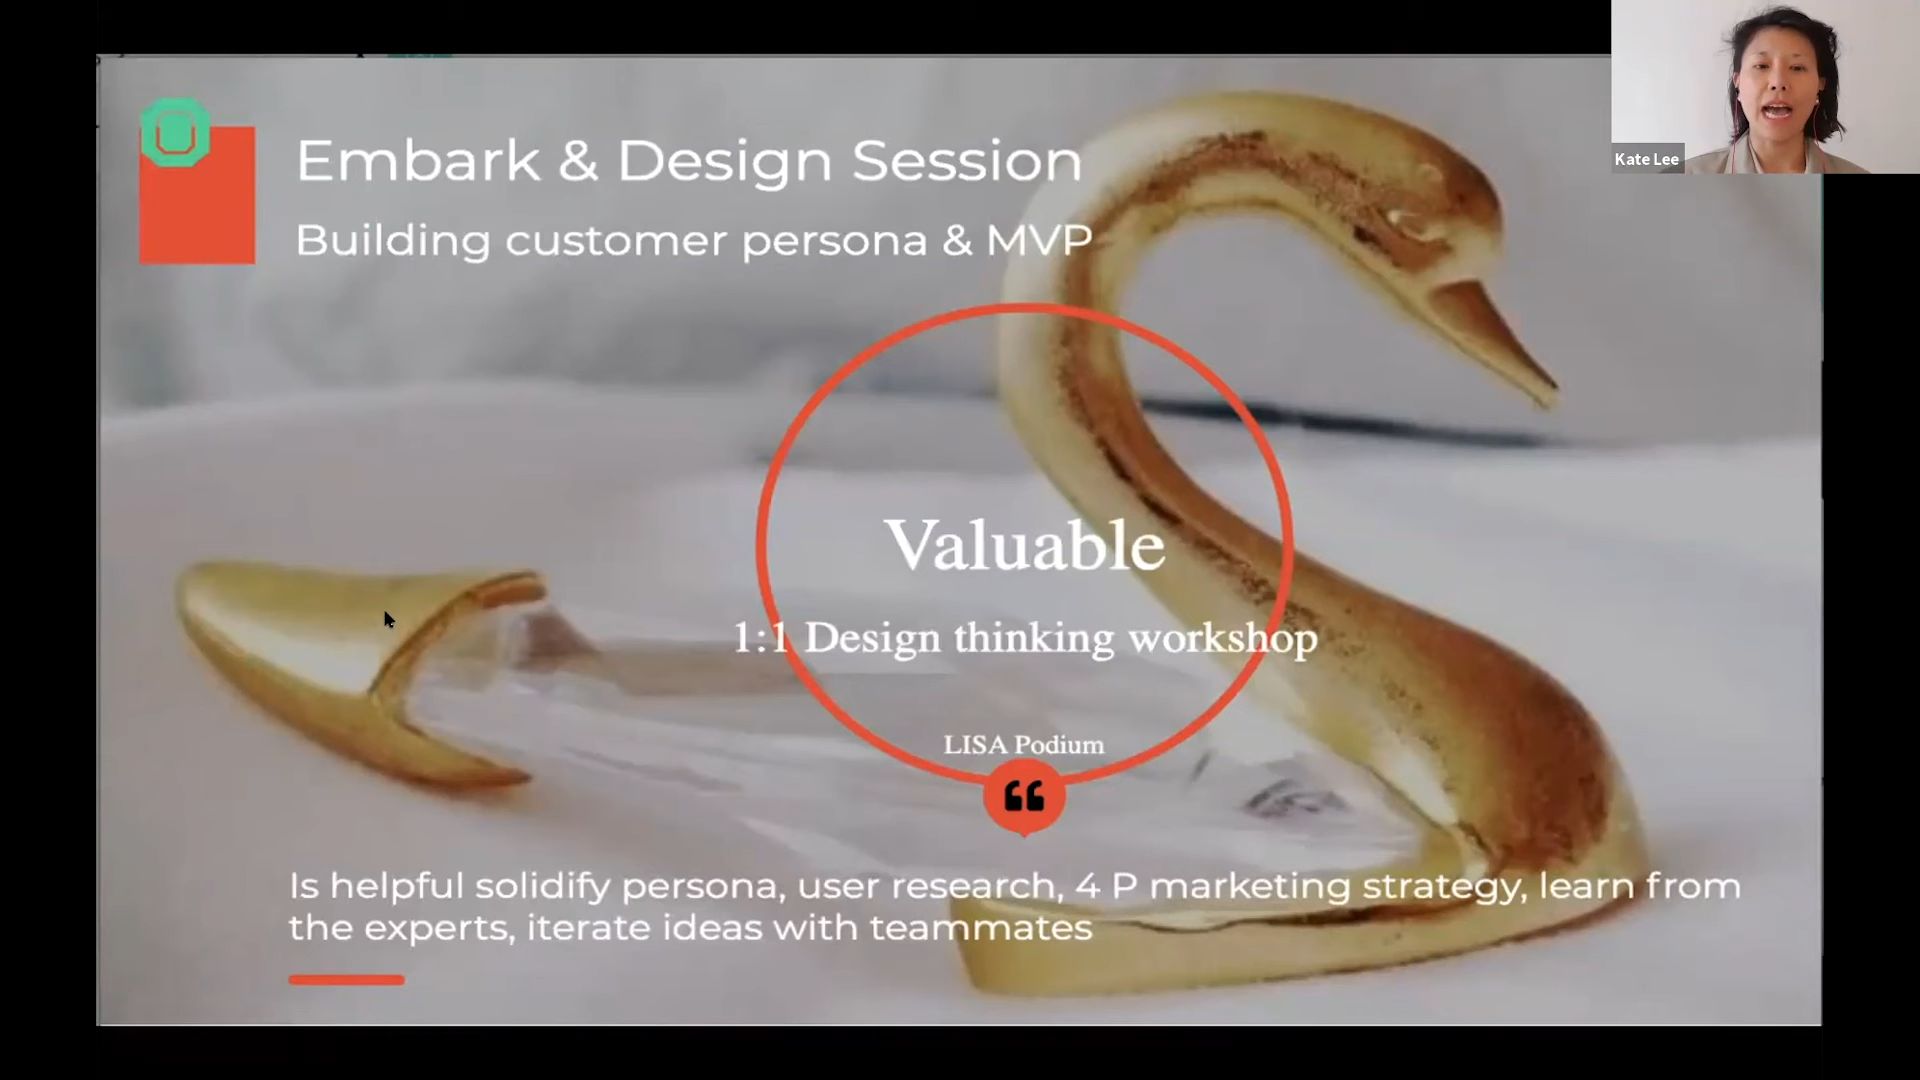 Embark & Design Session
Building customer persona & MVP
Kate Lee
Valuable
1:1 Design thinking workshop
LISA Podium
Is helpful solidify persona, user research, 4 P marketing strategy, learn from
the experts, iterate ideas with teammates